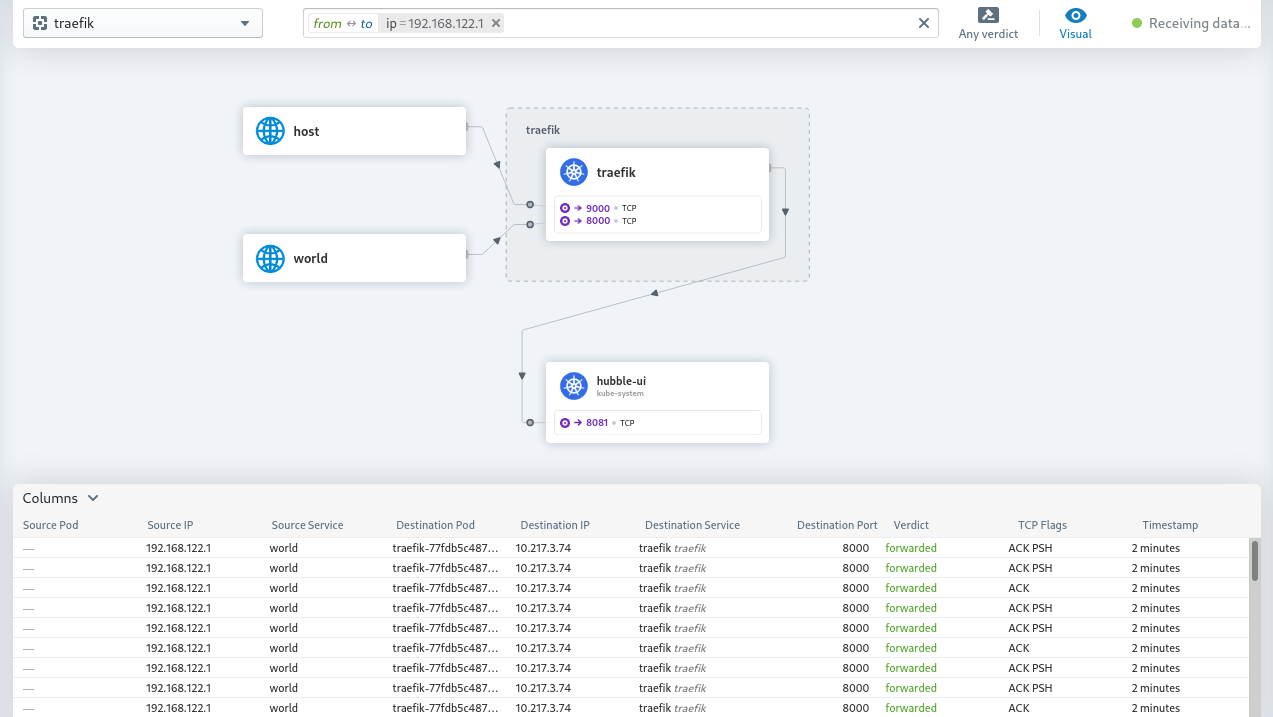 traefik
from ↔ to ip=192.168.122.1
Any verdict
Visual
Receiving data...
host
traefik
traefik
9000 TCP
8000 TCP
world
hubble-ui
kube-system
8081 TCP
Columns
Source Pod Source IP Source Service Destination Pod Destination IP Destination Service Destination Port Verdict TCP Flags Timestamp
— 192.168.122.1 world traefik-77fdb5c487... 10.217.3.74 traefik traefik 8000 forwarded ACK PSH 2 minutes
— 192.168.122.1 world traefik-77fdb5c487... 10.217.3.74 traefik traefik 8000 forwarded ACK PSH 2 minutes
— 192.168.122.1 world traefik-77fdb5c487... 10.217.3.74 traefik traefik 8000 forwarded ACK 2 minutes
— 192.168.122.1 world traefik-77fdb5c487... 10.217.3.74 traefik traefik 8000 forwarded ACK PSH 2 minutes
— 192.168.122.1 world traefik-77fdb5c487... 10.217.3.74 traefik traefik 8000 forwarded ACK PSH 2 minutes
— 192.168.122.1 world traefik-77fdb5c487... 10.217.3.74 traefik traefik 8000 forwarded ACK 2 minutes
— 192.168.122.1 world traefik-77fdb5c487... 10.217.3.74 traefik traefik 8000 forwarded ACK PSH 2 minutes
— 192.168.122.1 world traefik-77fdb5c487... 10.217.3.74 traefik traefik 8000 forwarded ACK PSH 2 minutes
— 192.168.122.1 world traefik-77fdb5c487... 10.217.3.74 traefik traefik 8000 forwarded ACK 2 minutes